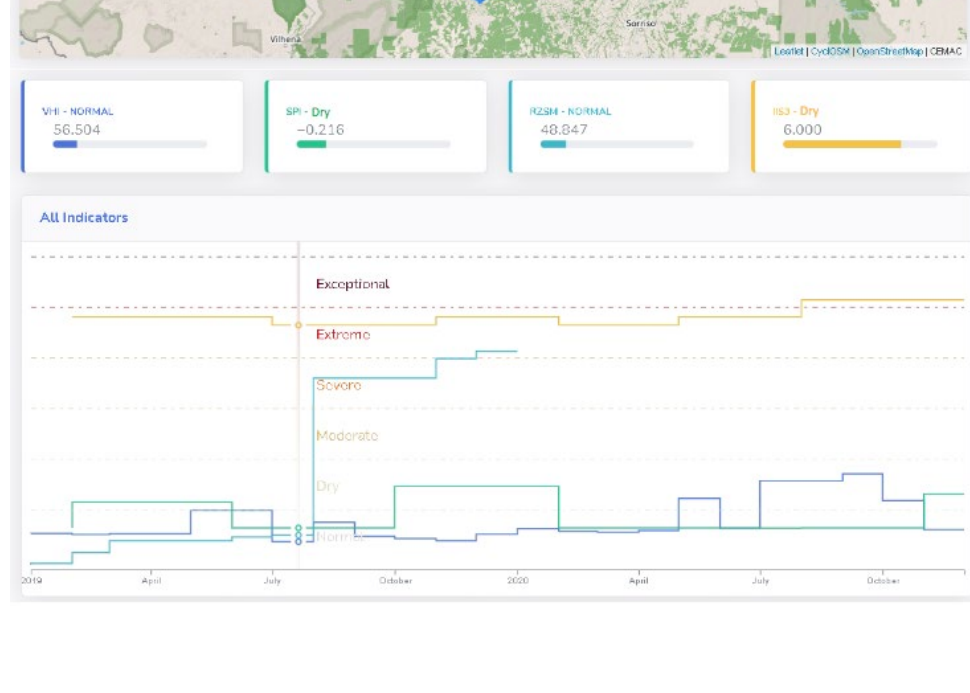 Sorriso
Vilhena
Leaflet | CyclOSM | OpenStreetMap | CEMAC
VHI - NORMAL
56.504
SPI - Dry
−0.216
RZSM - NORMAL
48.847
IIS3 - Dry
6.000
All Indicators
Exceptional
Extreme
Severe
Moderate
Dry
Normal
2019 April July October 2020 April July October